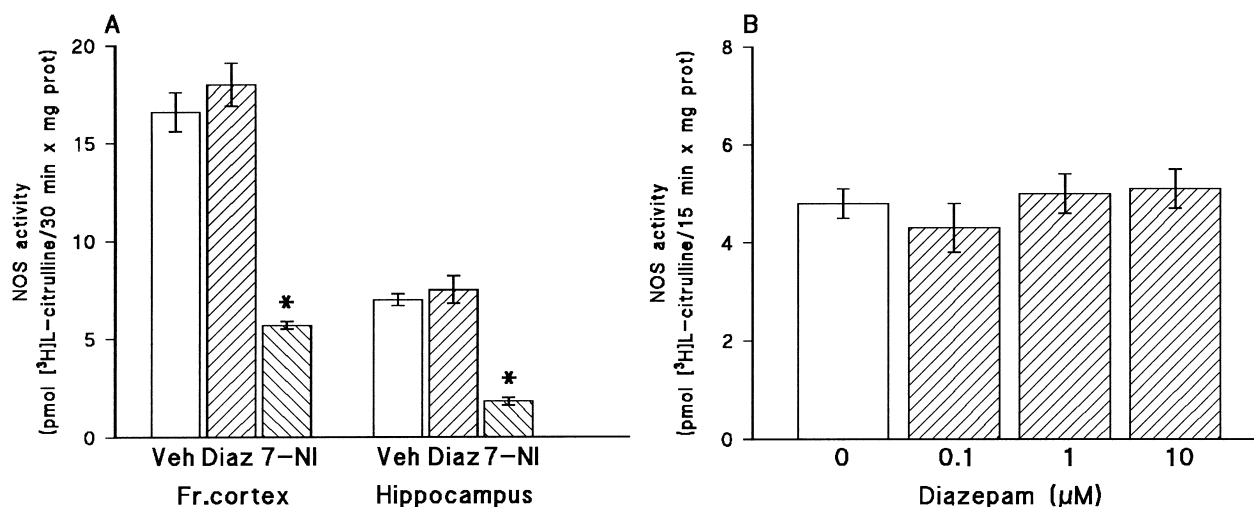 A
NOS activity
(pmol [³H]L-citrulline/30 min x mg prot)
20
15
10
5
0
*
*
Veh Diaz 7-NI Veh Diaz 7-NI
Fr.cortex Hippocampus
B
NOS activity
(pmol [³H]L-citrulline/15 min x mg prot)
8
6
4
2
0
0 0.1 1 10
Diazepam (µM)